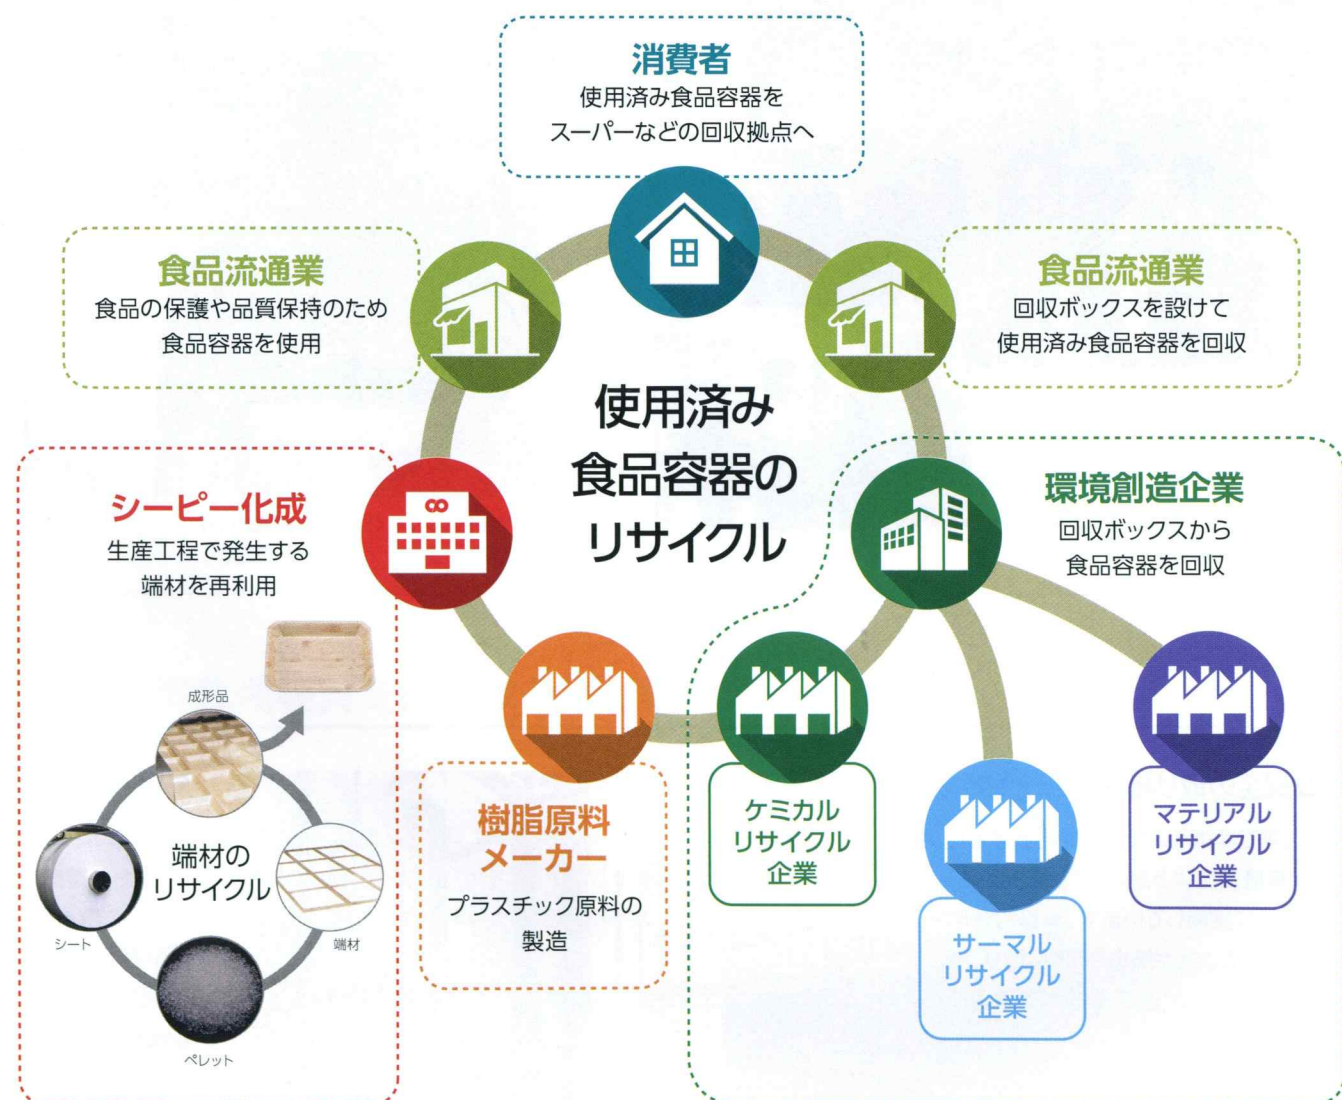 消費者
使用済み食品容器を
スーパーなどの回収拠点へ
食品流通業
食品の保護や品質保持のため
食品容器を使用
食品流通業
回収ボックスを設けて
使用済み食品容器を回収
使用済み
食品容器の
リサイクル
シーピー化成
生産工程で発生する
端材を再利用
環境創造企業
回収ボックスから
食品容器を回収
成形品
端材の
リサイクル
シート
端材
ペレット
樹脂原料
メーカー
プラスチック原料の
製造
ケミカル
リサイクル
企業
サーマル
リサイクル
企業
マテリアル
リサイクル
企業